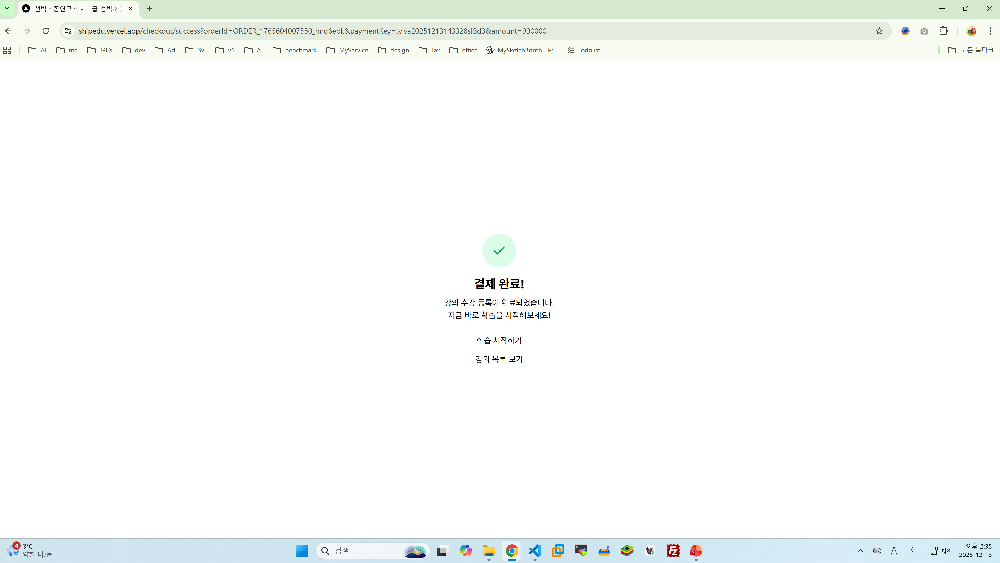 선박조종연구소 - 고급 선박조종
shipedu.vercel.app/checkout/success?orderId=ORDER_1765604007550_hng6ebk&paymentKey=tviva20251213143328sIBd3&amount=990000
AI mz JPEX dev Ad 3vi v1 AI benchmark MyService design Tax office MySketchBooth | Fr... Todolist 모든 북마크
결제 완료!
강의 수강 등록이 완료되었습니다.
지금 바로 학습을 시작해보세요!
학습 시작하기
강의 목록 보기
4
3°C
약한 비/눈
검색
A 한
오후 2:35
2025-12-13